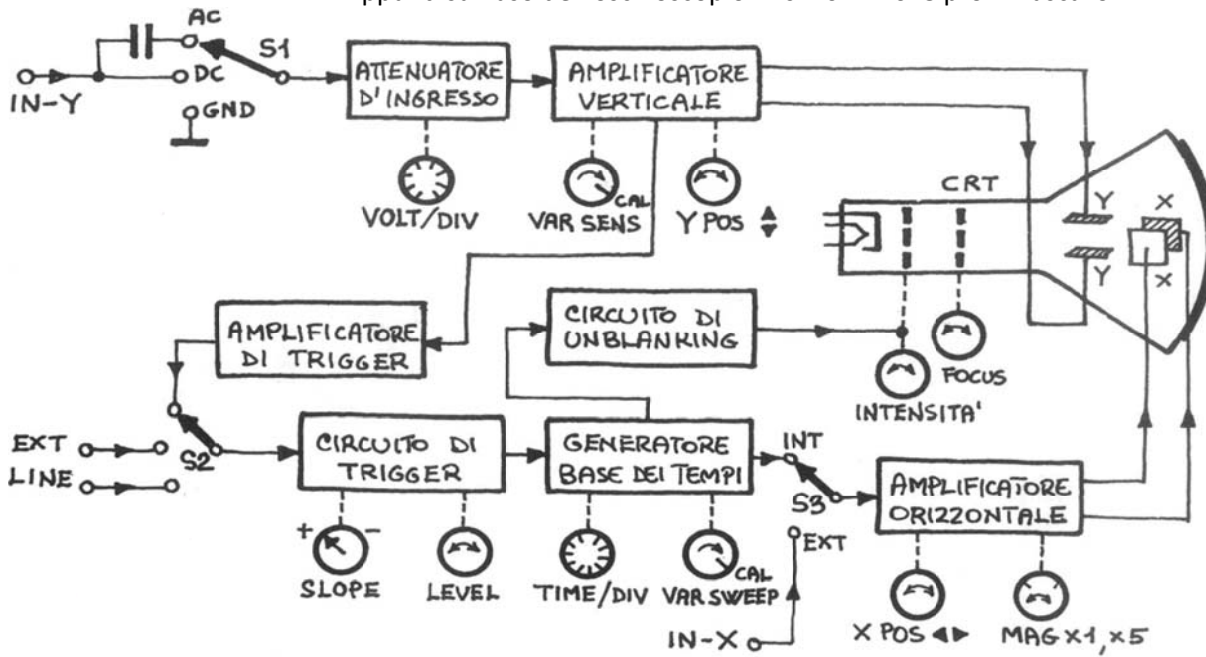 AC
S1
DC
IN-Y
GND
ATTENUATORE
D'INGRESSO
AMPLIFICATORE
VERTICALE
VOLT/DIV
CAL
VAR SENS
Y POS
CRT
Y
X
Y
X
AMPLIFICATORE
DI TRIGGER
CIRCUITO DI
UNBLANKING
FOCUS
INTENSITA'
EXT
LINE
S2
CIRCUITO DI
TRIGGER
GENERATORE
BASE DEI TEMPI
INT
S3
EXT
AMPLIFICATORE
ORIZZONTALE
+ -
SLOPE
LEVEL
TIME/DIV
CAL
VAR SWEEP
IN-X
X POS
MAG X1, X5